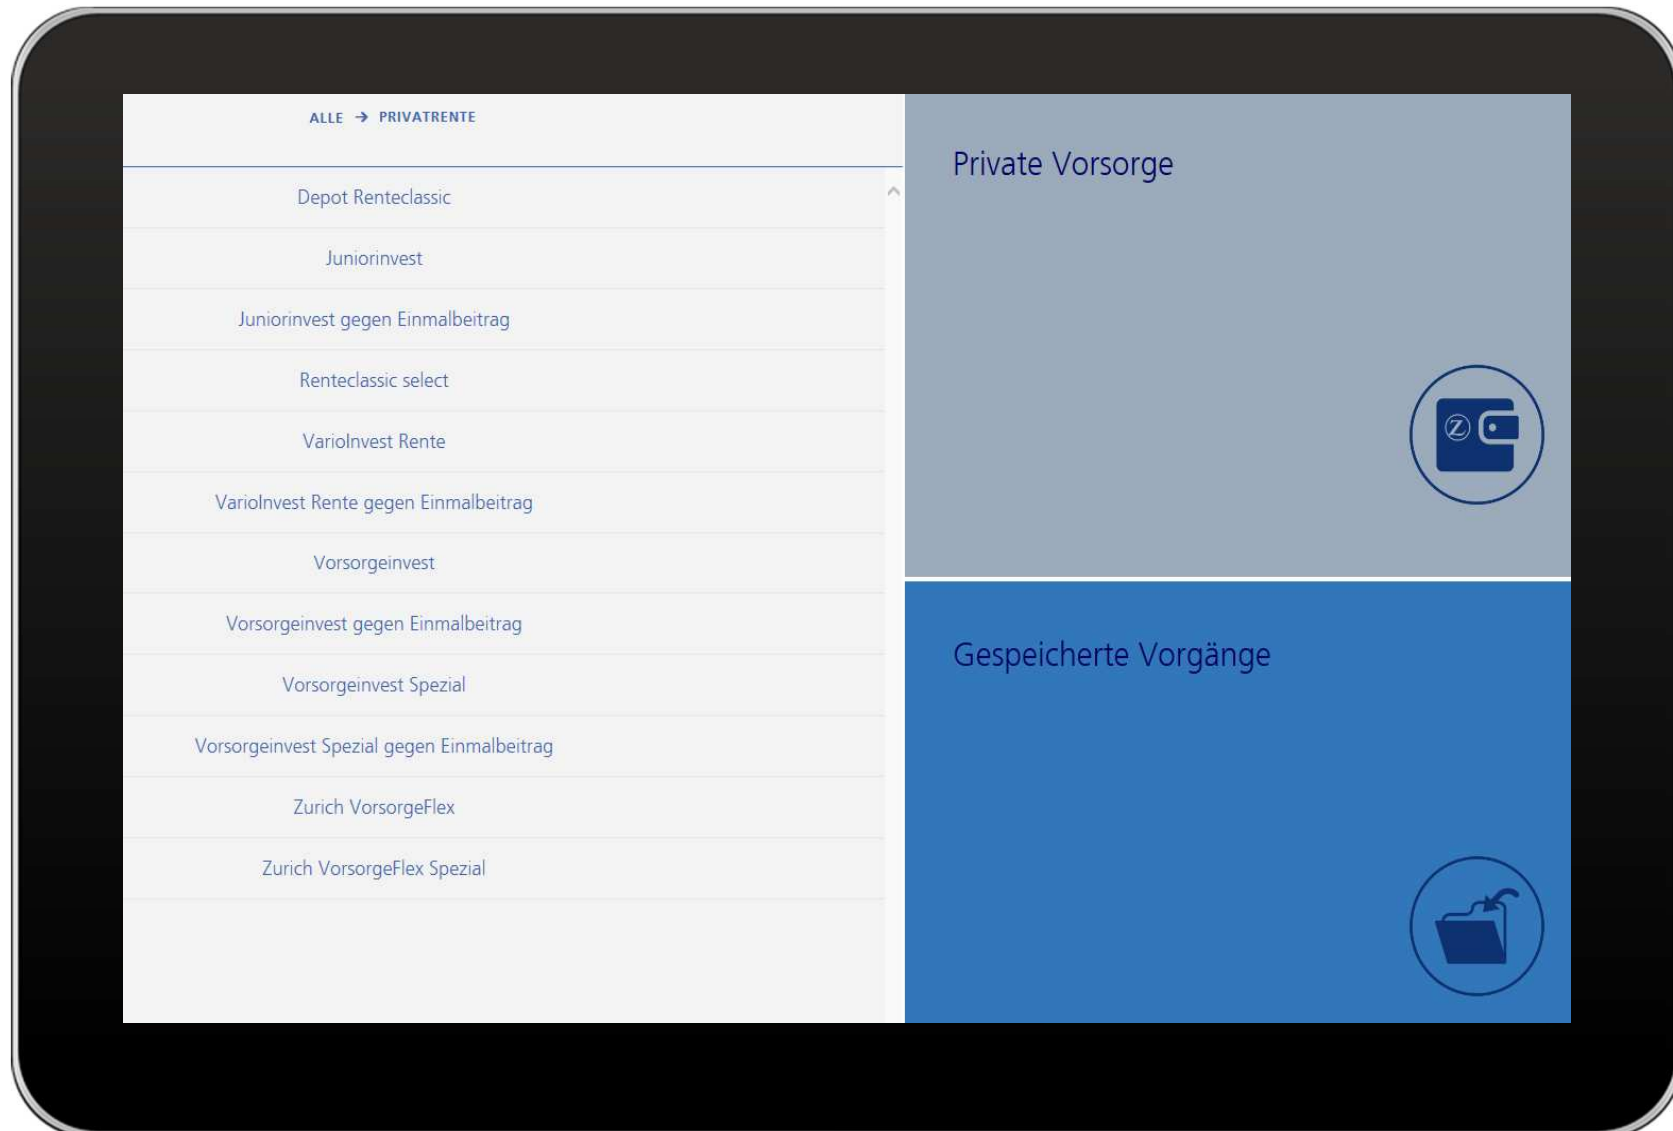 ALLE → PRIVATRENTE
Depot Renteclassic
Juniorinvest
Juniorinvest gegen Einmalbeitrag
Renteclassic select
VarioInvest Rente
VarioInvest Rente gegen Einmalbeitrag
Vorsorgeinvest
Vorsorgeinvest gegen Einmalbeitrag
Vorsorgeinvest Spezial
Vorsorgeinvest Spezial gegen Einmalbeitrag
Zurich VorsorgeFlex
Zurich VorsorgeFlex Spezial
Private Vorsorge
Z
Gespeicherte Vorgänge